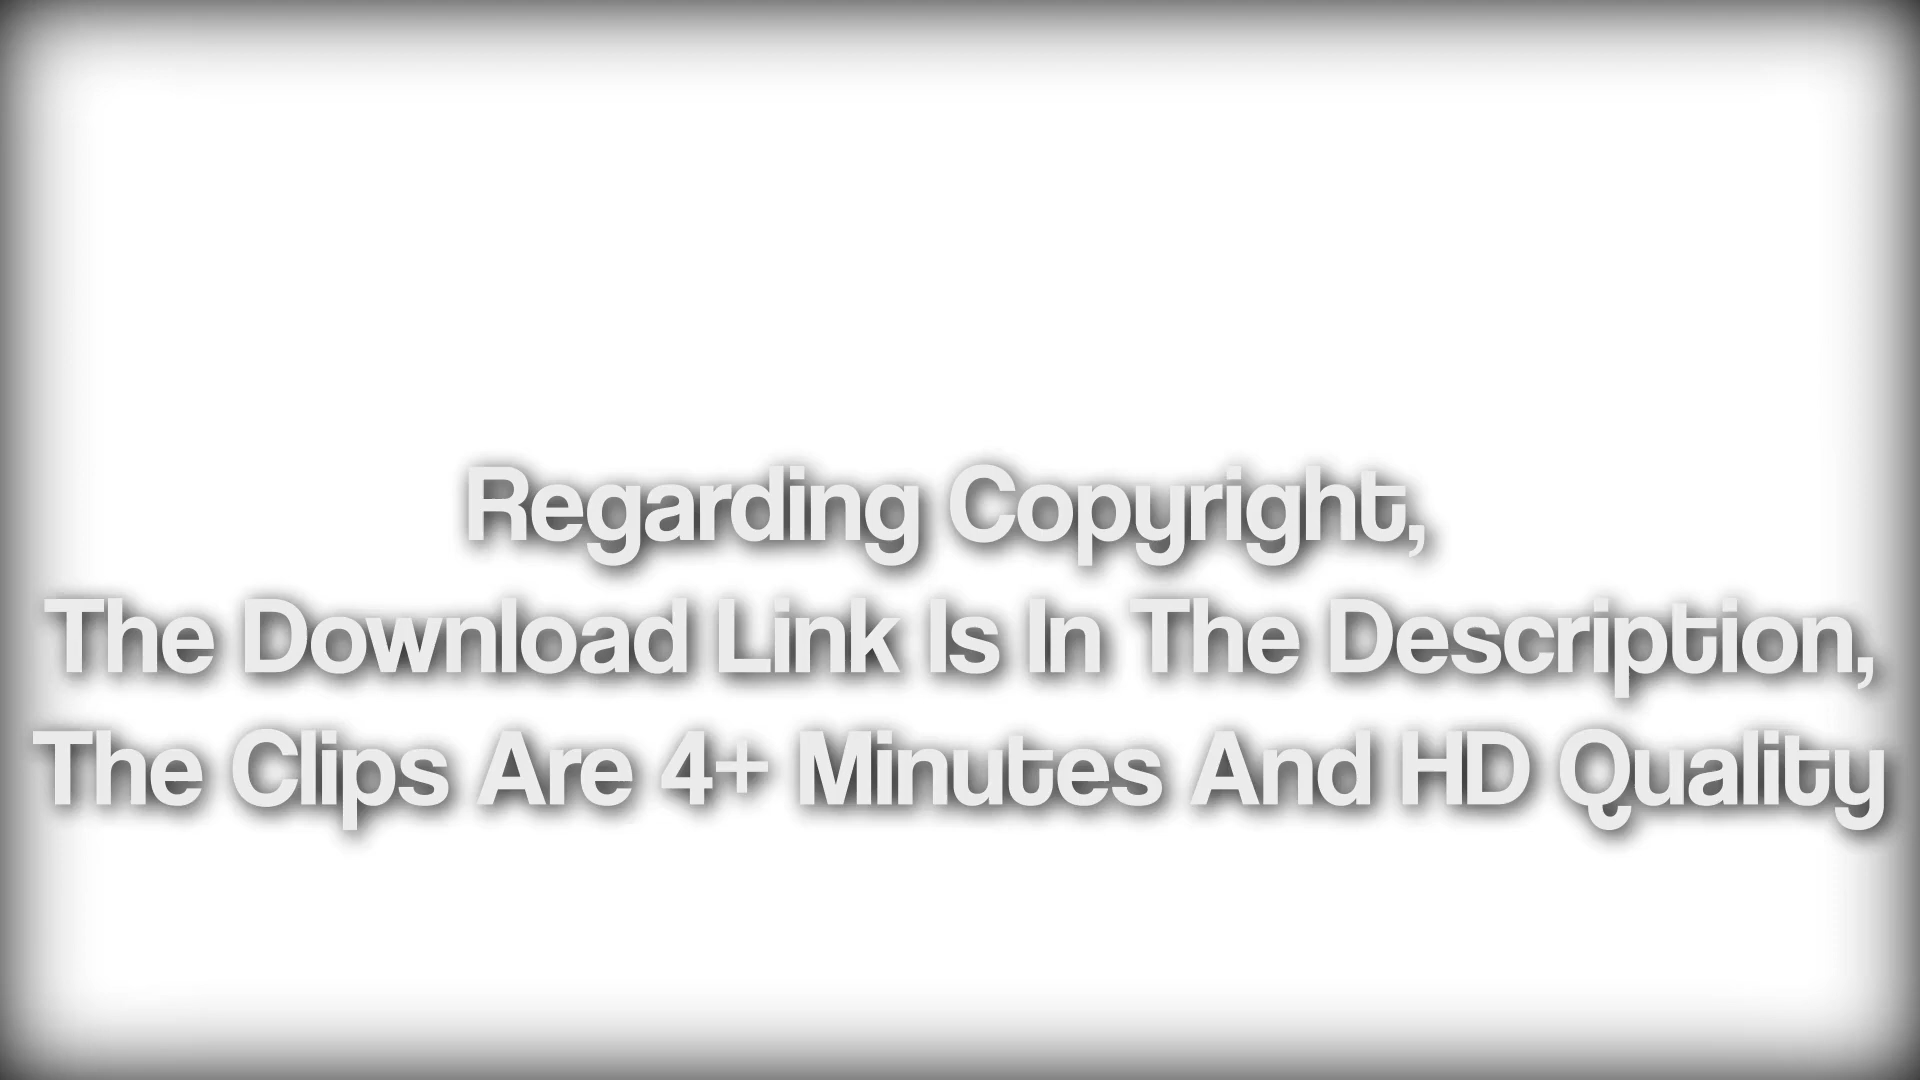 Regarding Copyright,
The Download Link Is In The Description,
The Clips Are 4+ Minutes And HD Quality